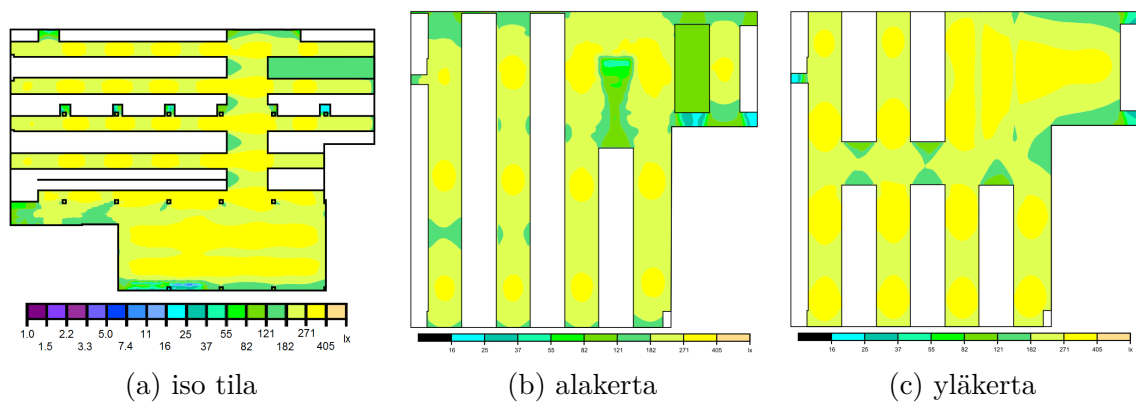 1.0 2.2 5.0 11 25 55 121 271 lx
1.5 3.3 7.4 16 37 82 182 405
16 25 37 55 82 121 182 271 405 lx
16 25 37 55 82 121 182 271 405 lx
(a) iso tila
(b) alakerta
(c) yläkerta